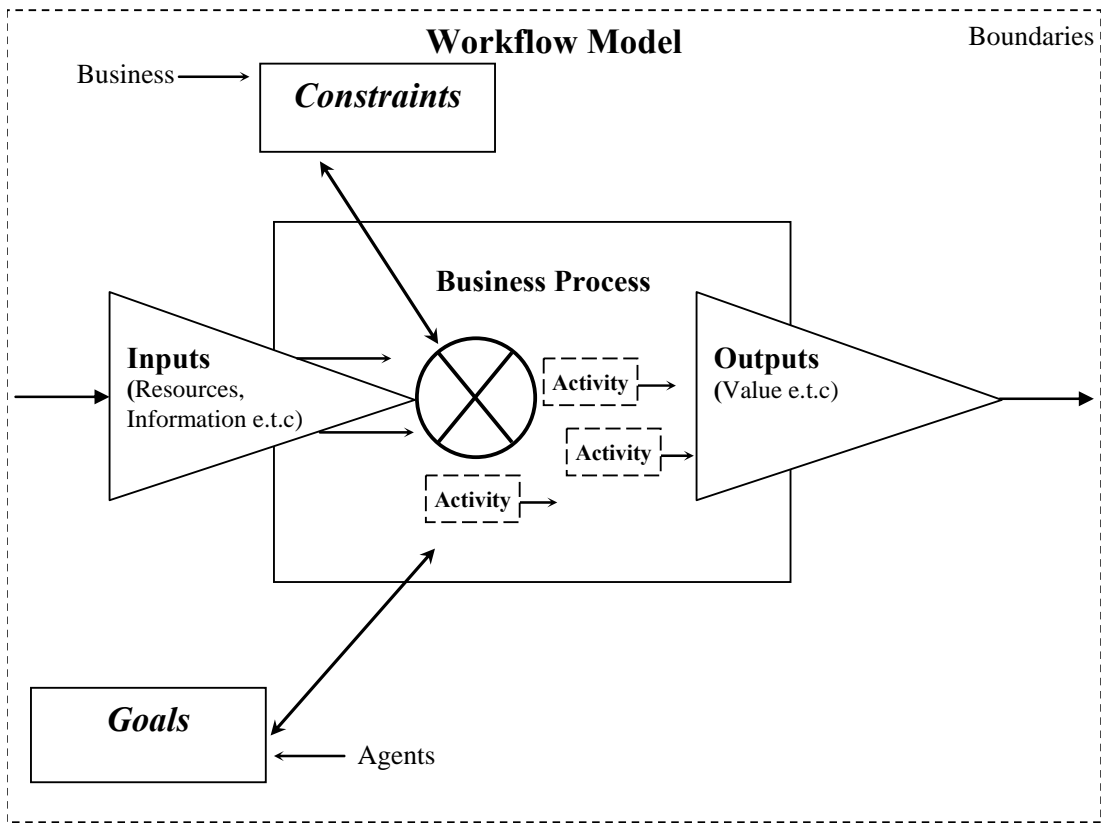 Workflow Model
Boundaries
Business
Constraints
Business Process
Inputs
(Resources,
Information e.t.c)
Activity
Activity
Activity
Outputs
(Value e.t.c)
Goals
Agents